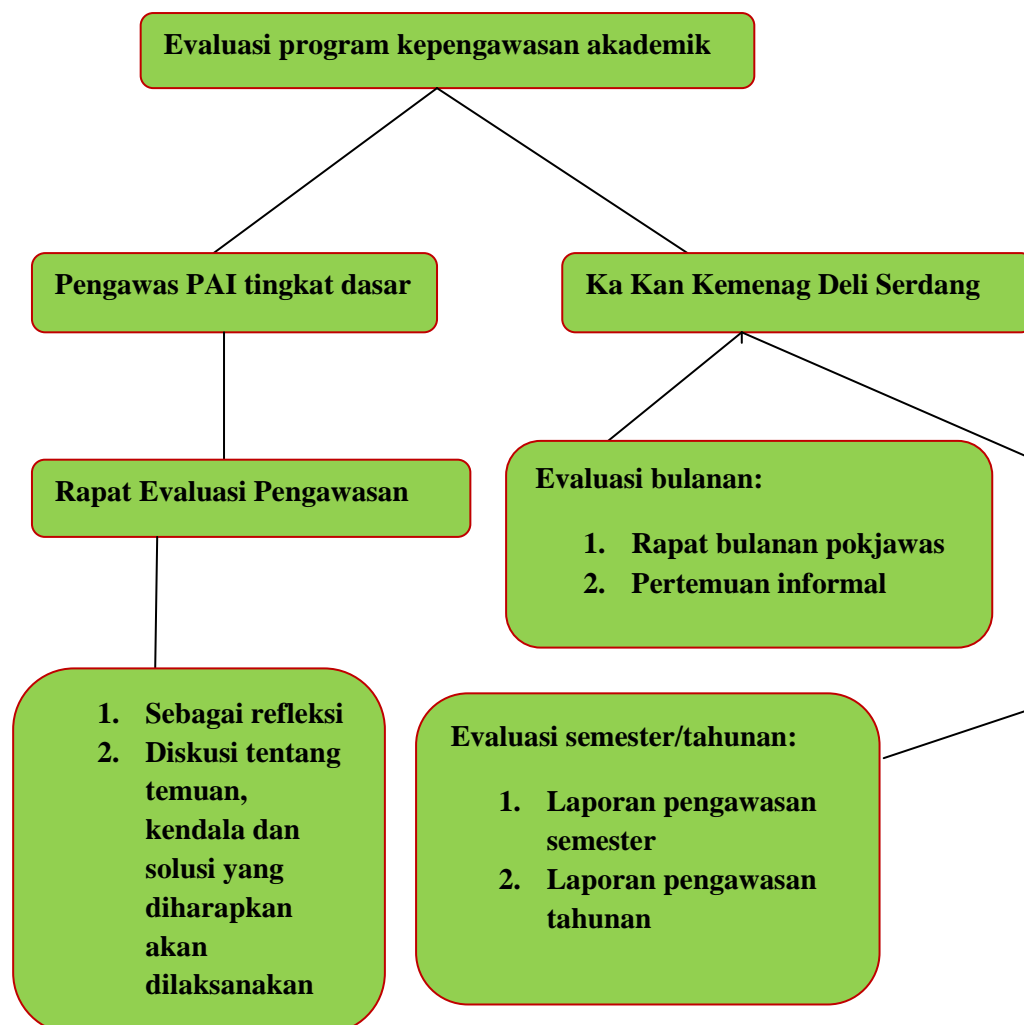 Evaluasi program kepengawasan akademik
Pengawas PAI tingkat dasar
Ka Kan Kemenag Deli Serdang
Rapat Evaluasi Pengawasan
Evaluasi bulanan:
1. Rapat bulanan pokjawas
2. Pertemuan informal
1. Sebagai refleksi
2. Diskusi tentang
temuan,
kendala dan
solusi yang
diharapkan
akan
dilaksanakan
Evaluasi semester/tahunan:
1. Laporan pengawasan
semester
2. Laporan pengawasan
tahunan